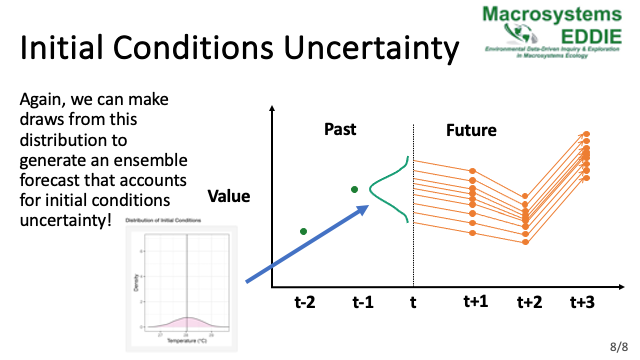 Macrosystems
EDDIE
Environmental Data-Driven Inquiry & Exploration
in Macrosystems Ecology
Initial Conditions Uncertainty
Again, we can make
draws from this
distribution to
generate an ensemble
forecast that accounts
for initial conditions
uncertainty!
Past
Future
Value
Distribution of Initial Conditions
Density
Temperature (°C)
t-2
t-1
t
t+1
t+2
t+3
8/8